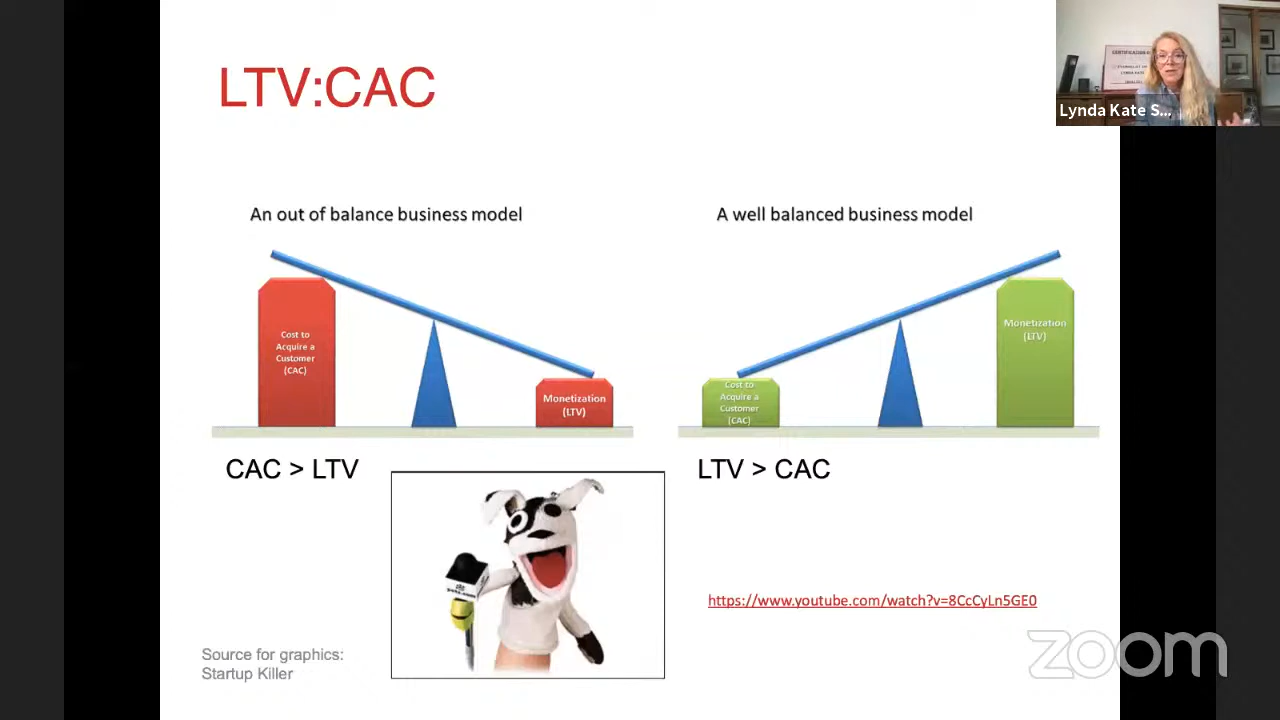 LTV:CAC
Lynda Kate S...
An out of balance business model
A well balanced business model
Cost to
Acquire a
Customer
(CAC)
Monetization
(LTV)
Cost to
Acquire a
Customer
(CAC)
Monetization
(LTV)
CAC > LTV
LTV > CAC
https://www.youtube.com/watch?v=8CcCyLn5GE0
Source for graphics:
Startup Killer
zoom